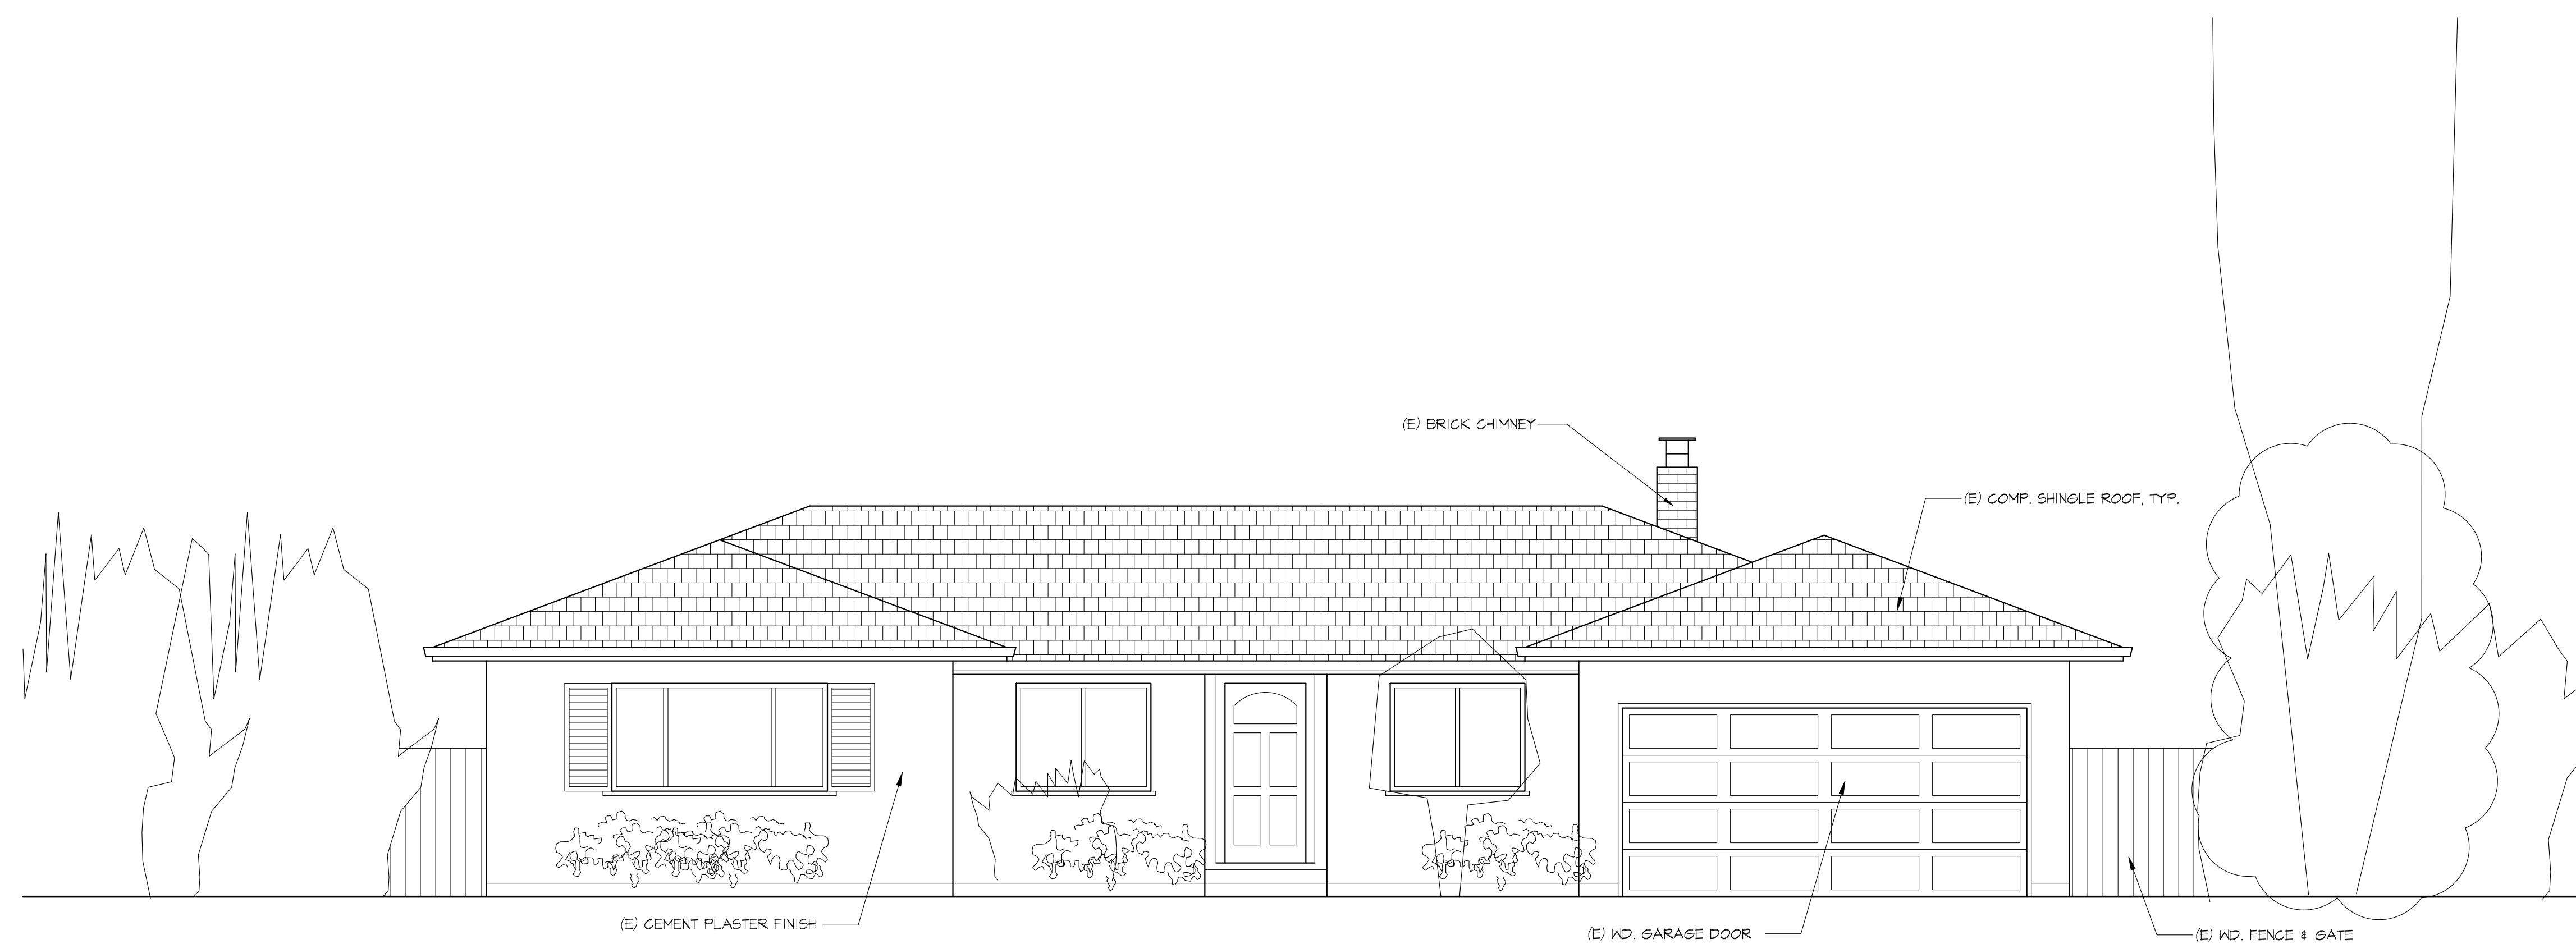 (E) BRICK CHIMNEY
(E) COMP. SHINGLE ROOF, TYP.
(E) CEMENT PLASTER FINISH
(E) WD. GARAGE DOOR
(E) WD. FENCE & GATE